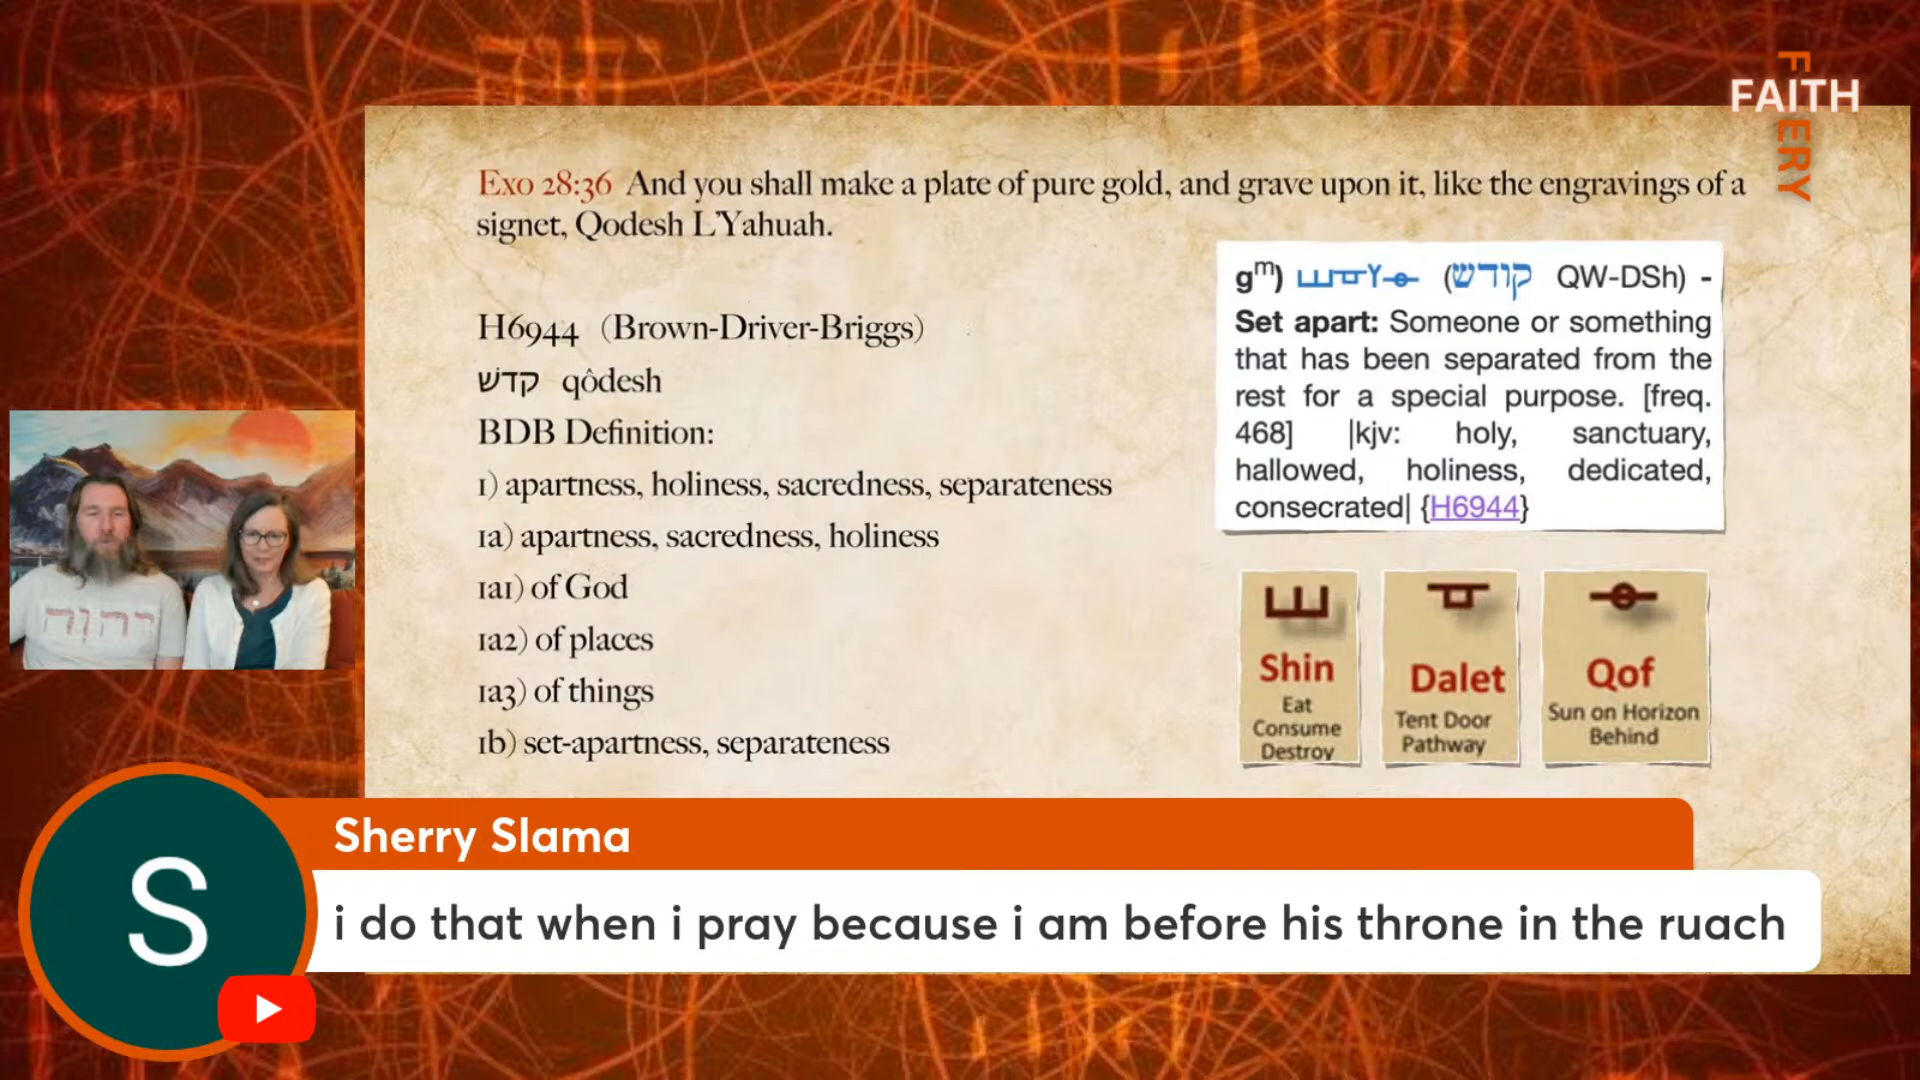 FIERY
FAITH
Exo 28:36 And you shall make a plate of pure gold, and grave upon it, like the engravings of a
signet, Qodesh L'Yahuah.
H6944 (Brown-Driver-Briggs)
קֹדֶשׁ qôdesh
BDB Definition:
1) apartness, holiness, sacredness, separateness
1a) apartness, sacredness, holiness
1a1) of God
1a2) of places
1a3) of things
1b) set-apartness, separateness
gm) (קודש QW-DSh) -
Set apart: Someone or something
that has been separated from the
rest for a special purpose. [freq.
468] |kjv: holy, sanctuary,
hallowed, holiness, dedicated,
consecrated| {H6944}
Shin
Eat
Consume
Destroy
Dalet
Tent Door
Pathway
Qof
Sun on Horizon
Behind
יהוה
Sherry Slama
S
i do that when i pray because i am before his throne in the ruach